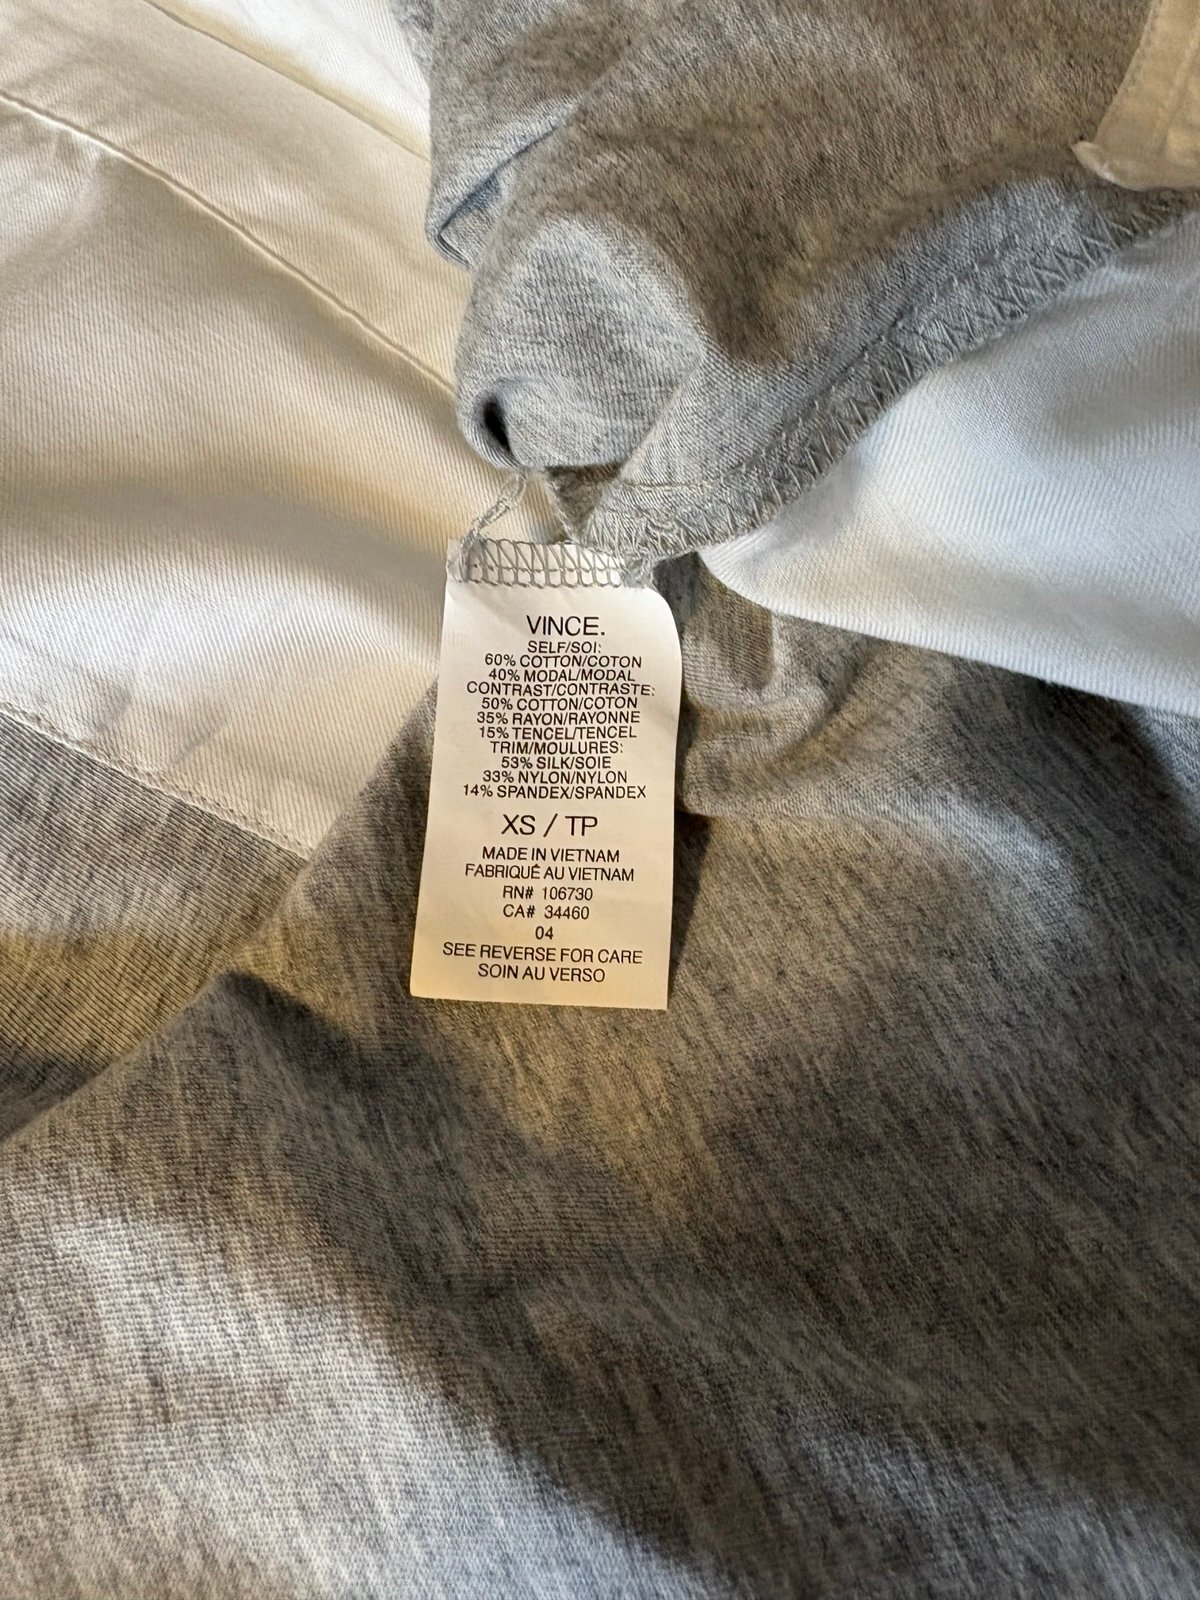 VINCE.
SELF/SOI:
60% COTTON/COTON
40% MODAL/MODAL
CONTRAST/CONTRASTE:
50% COTTON/COTON
35% RAYON/RAYONNE
15% TENCEL/TENCEL
TRIM/MOULURES:
53% SILK/SOIE
33% NYLON/NYLON
14% SPANDEX/SPANDEX
XS / TP
MADE IN VIETNAM
FABRIQUÉ AU VIETNAM
RN# 106730
CA# 34460
04
SEE REVERSE FOR CARE
SOIN AU VERSO